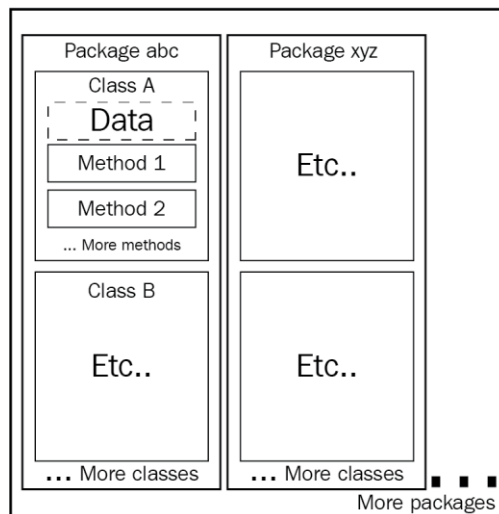 Package abc
Class A
Data
Method 1
Method 2
... More methods
Class B
Etc..
... More classes
Package xyz
Etc..
Etc..
... More classes
More packages